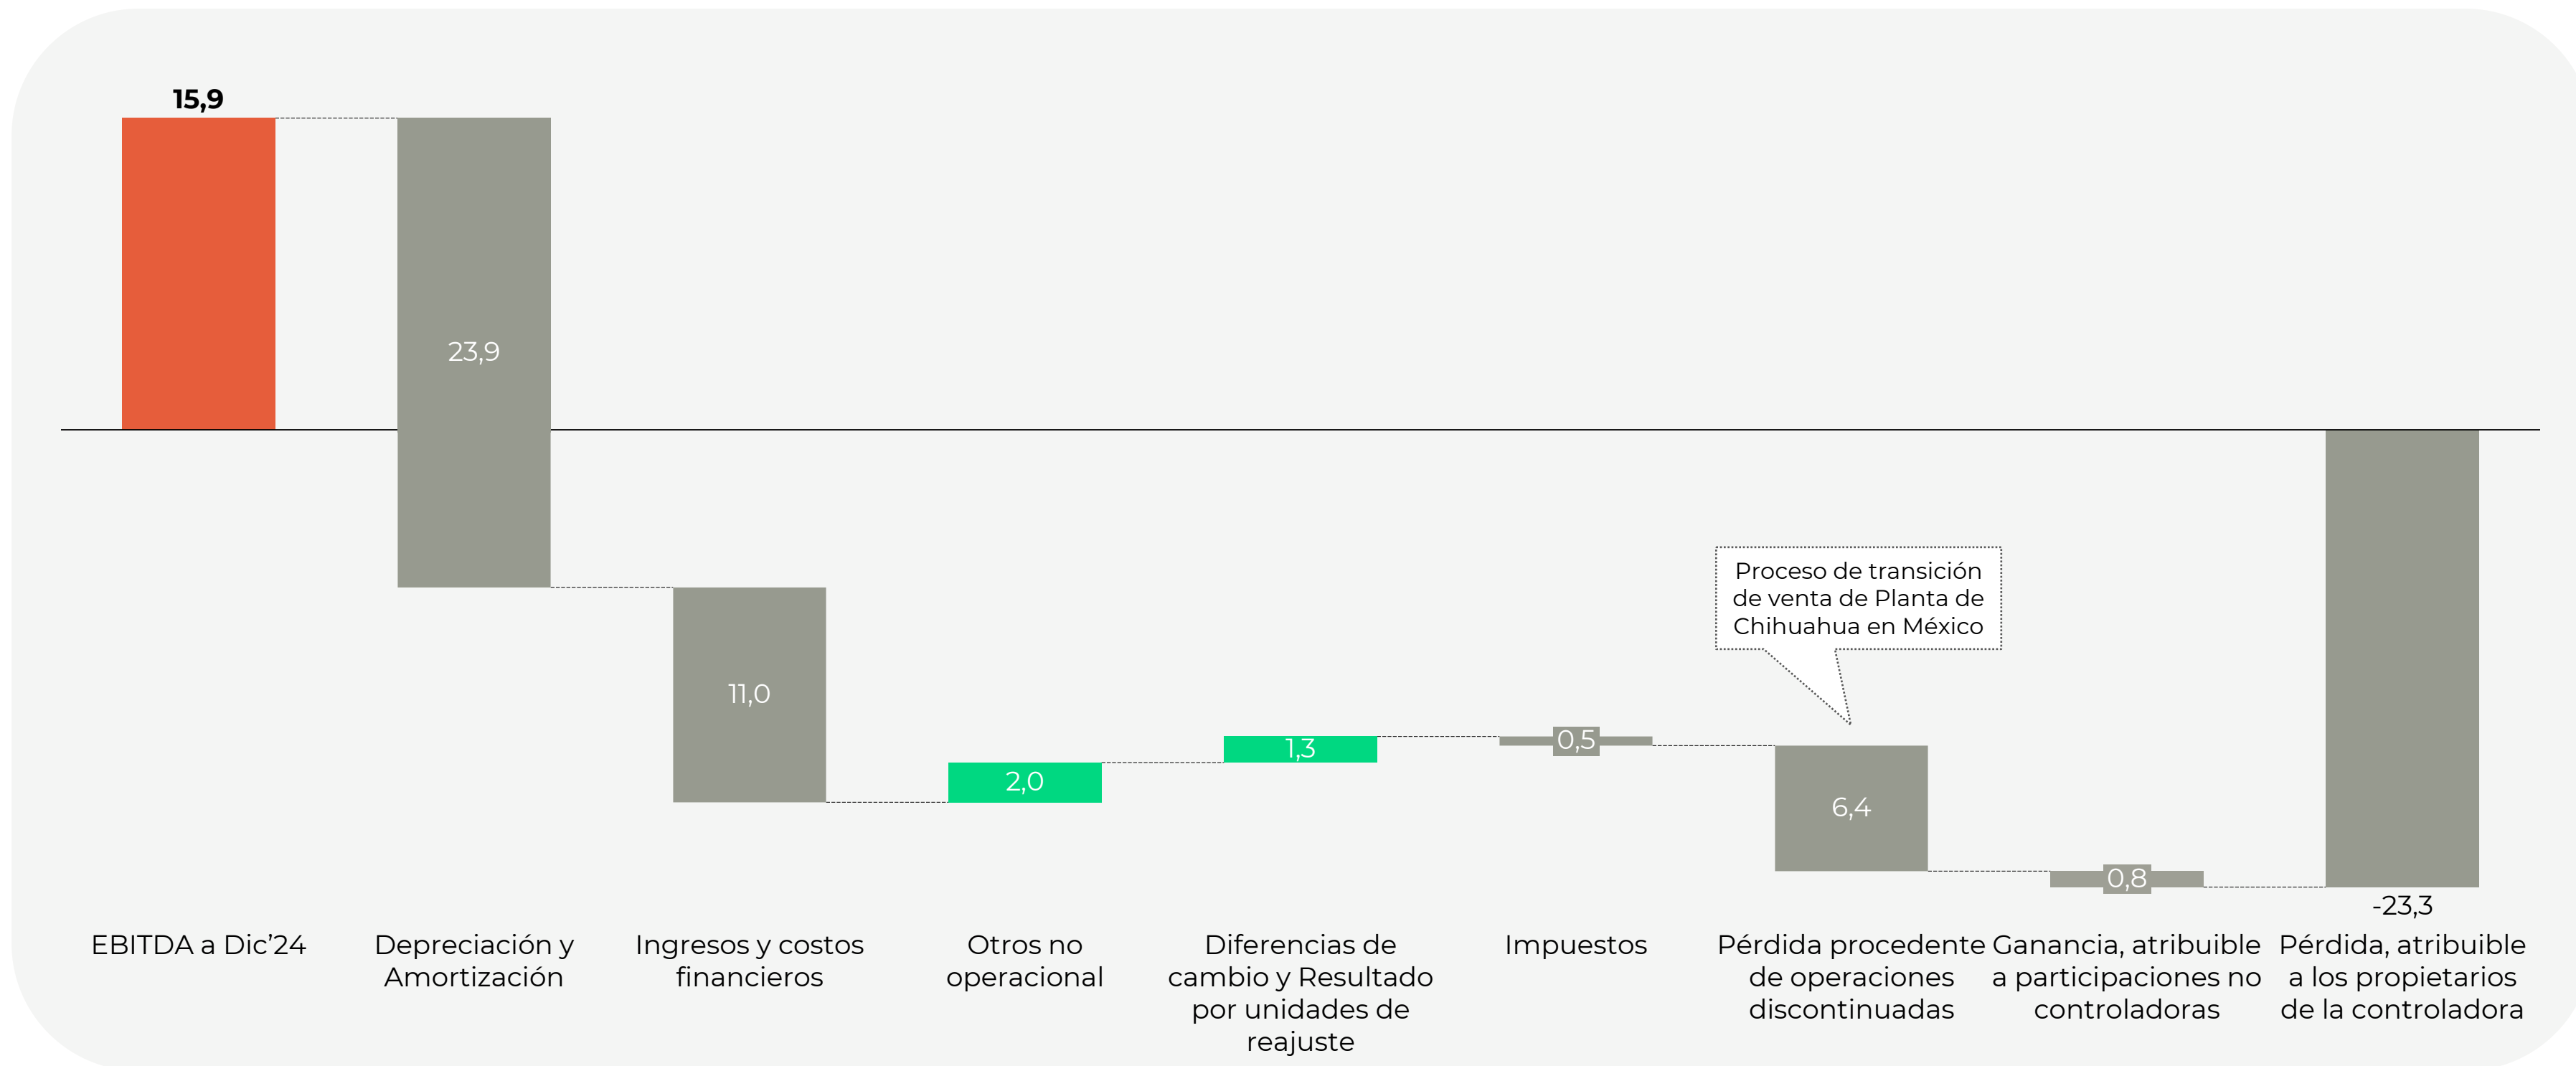 15,9
23,9
11,0
2,0
1,3
0,5
Proceso de transición
de venta de Planta de
Chihuahua en México
6,4
0,8
-23,3
EBITDA a Dic’24
Depreciación y
Amortización
Ingresos y costos
financieros
Otros no
operacional
Diferencias de
cambio y Resultado
por unidades de
reajuste
Impuestos
Pérdida procedente
de operaciones
discontinuadas
Ganancia, atribuible
a participaciones no
controladoras
Pérdida, atribuible
a los propietarios
de la controladora